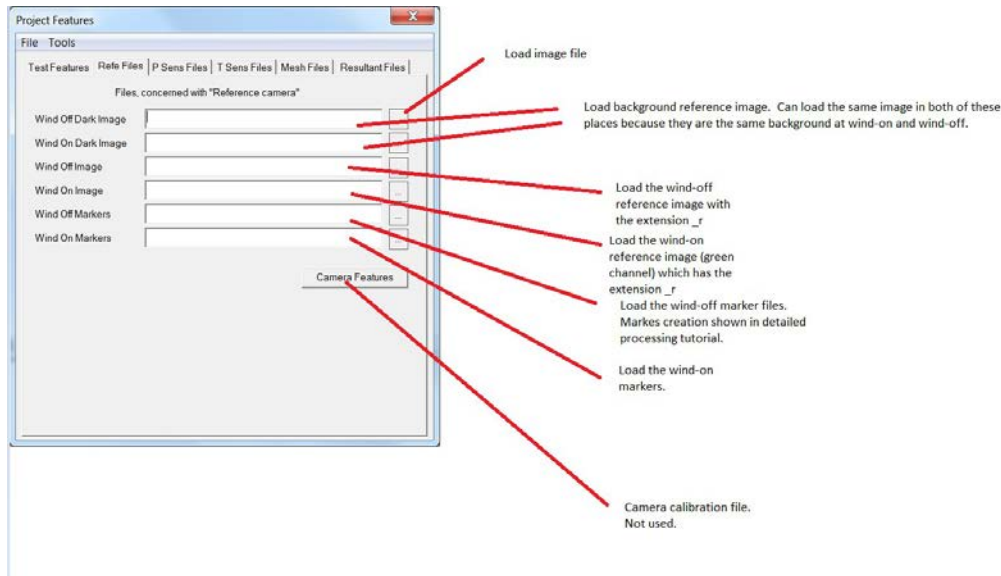 Project Features
File Tools
Test Features Refe Files P Sens Files T Sens Files Mesh Files Resultant Files
Files, concerned with "Reference camera"
Wind Off Dark Image
Wind On Dark Image
Wind Off Image
Wind On Image
Wind Off Markers
Wind On Markers
Camera Features
Load image file
Load background reference image. Can load the same image in both of these
places because they are the same background at wind-on and wind-off.
Load the wind-off
reference image with
the extension _r
Load the wind-on
reference image (green
channel) which has the
extension _r
Load the wind-off marker files.
Markes creation shown in detailed
processing tutorial.
Load the wind-on
markers.
Camera calibration file.
Not used.